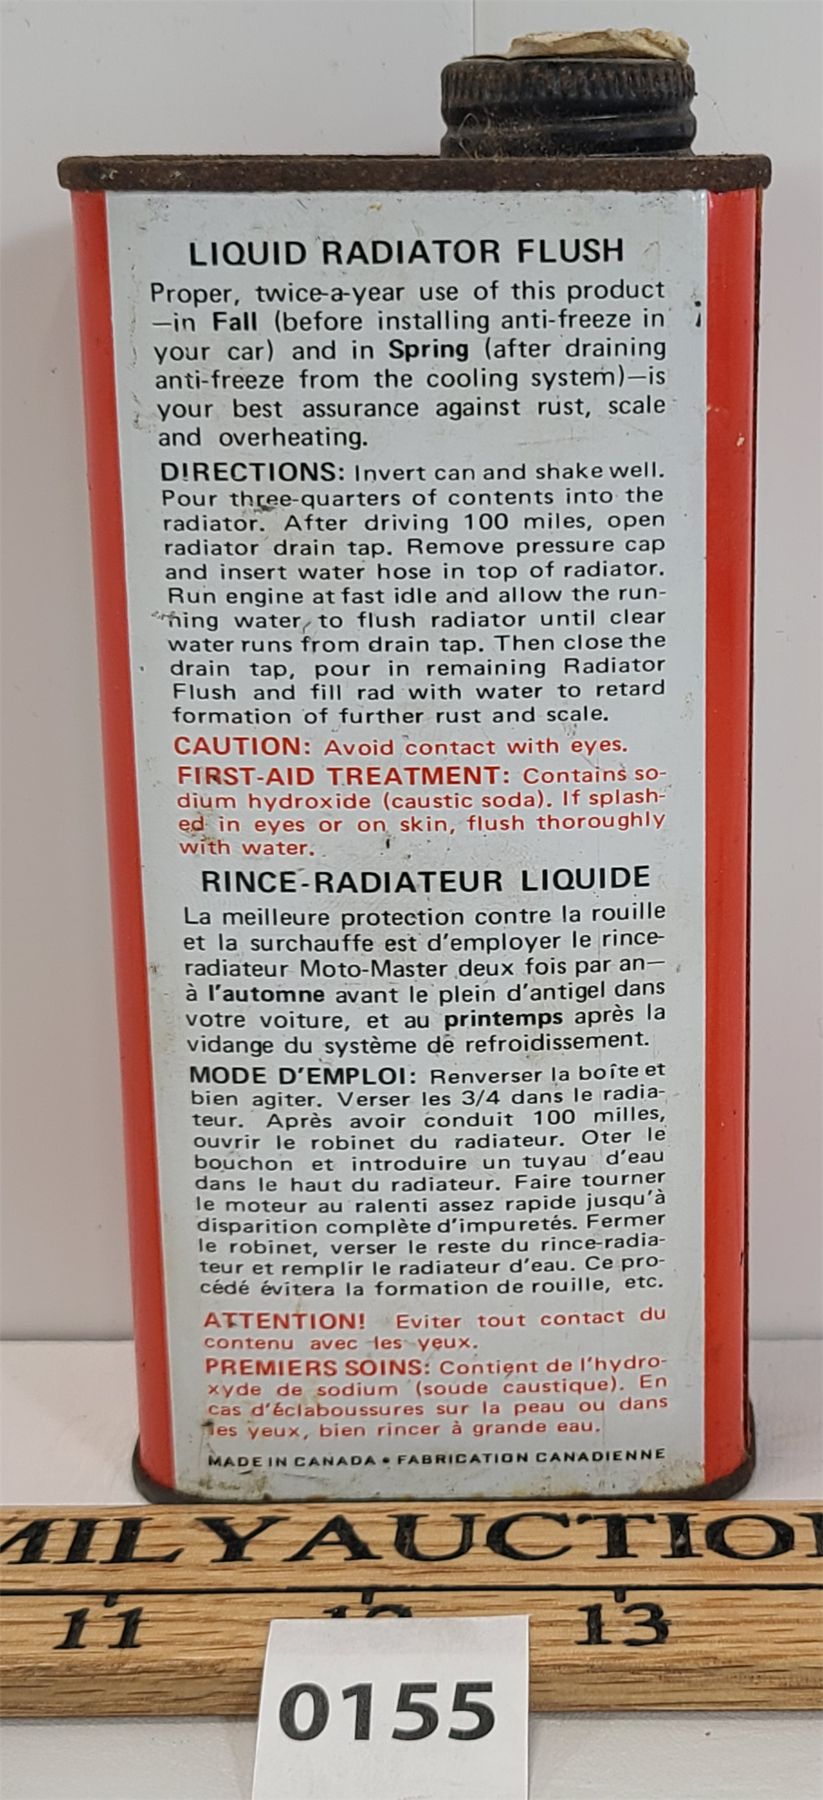 LIQUID RADIATOR FLUSH
Proper, twice-a-year use of this product
—in Fall (before installing anti-freeze in
your car) and in Spring (after draining
anti-freeze from the cooling system)—is
your best assurance against rust, scale
and overheating.
DIRECTIONS: Invert can and shake well.
Pour three-quarters of contents into the
radiator. After driving 100 miles, open
radiator drain tap. Remove pressure cap
and insert water hose in top of radiator.
Run engine at fast idle and allow the run-
ning water, to flush radiator until clear
water runs from drain tap. Then close the
drain tap, pour in remaining Radiator
Flush and fill rad with water to retard
formation of further rust and scale.
CAUTION: Avoid contact with eyes.
FIRST-AID TREATMENT: Contains so-
dium hydroxide (caustic soda). If splash-
ed in eyes or on skin, flush thoroughly
with water.
RINCE-RADIATEUR LIQUIDE
La meilleure protection contre la rouille
et la surchauffe est d'employer le rince-
radiateur Moto-Master deux fois par an—
à l'automne avant le plein d'antigel dans
votre voiture, et au printemps après la
vidange du système de refroidissement.
MODE D'EMPLOI: Renverser la boîte et
bien agiter. Verser les 3/4 dans le radia-
teur. Après avoir conduit 100 milles,
ouvrir le robinet du radiateur. Oter le
bouchon et introduire un tuyau d'eau
dans le haut du radiateur. Faire tourner
le moteur au ralenti assez rapide jusqu'à
disparition complète d'impuretés. Fermer
le robinet, verser le reste du rince-radia-
teur et remplir le radiateur d'eau. Ce pro-
cédé évitera la formation de rouille, etc.
ATTENTION! Eviter tout contact du
contenu avec les yeux.
PREMIERS SOINS: Contient de l'hydro-
xyde de sodium (soude caustique). En
cas d'éclaboussures sur la peau ou dans
les yeux, bien rincer à grande eau.
MADE IN CANADA • FABRICATION CANADIENNE
MILY AUCTIO
11 12 13
0155